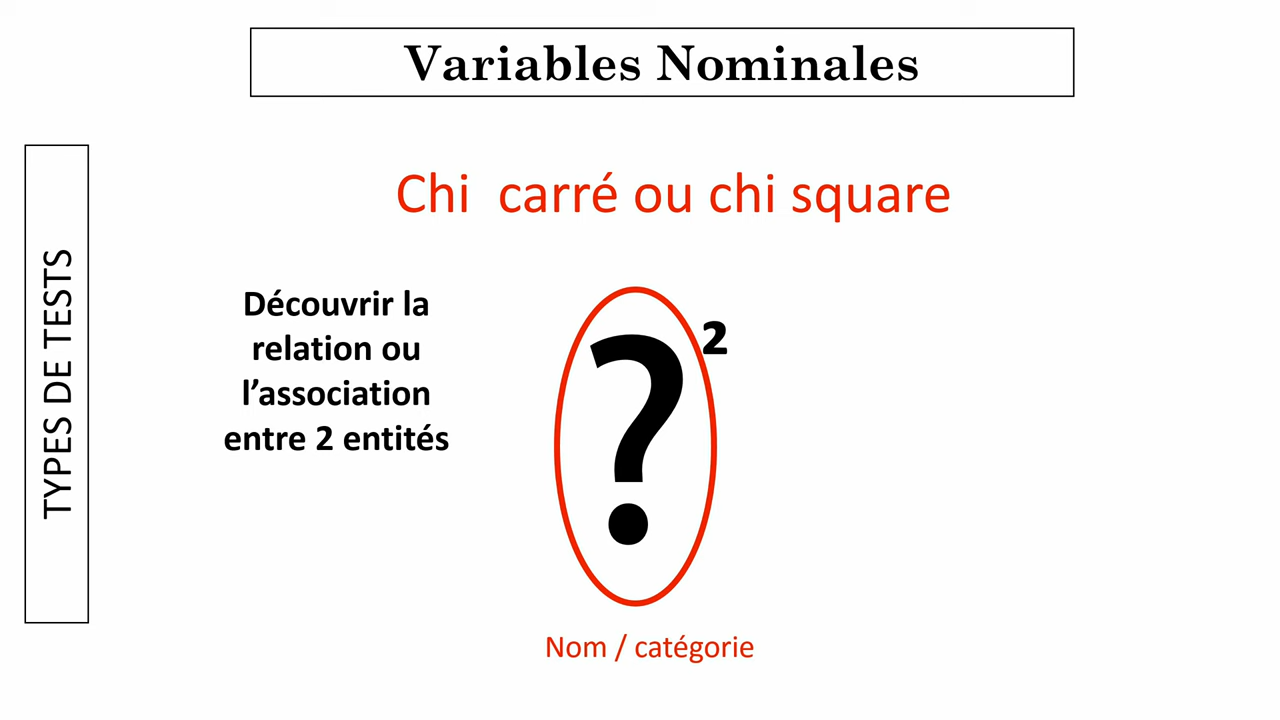 Variables Nominales
TYPES DE TESTS
Chi  carré ou chi square
Découvrir la
relation ou
l’association
entre 2 entités
?
2
Nom / catégorie